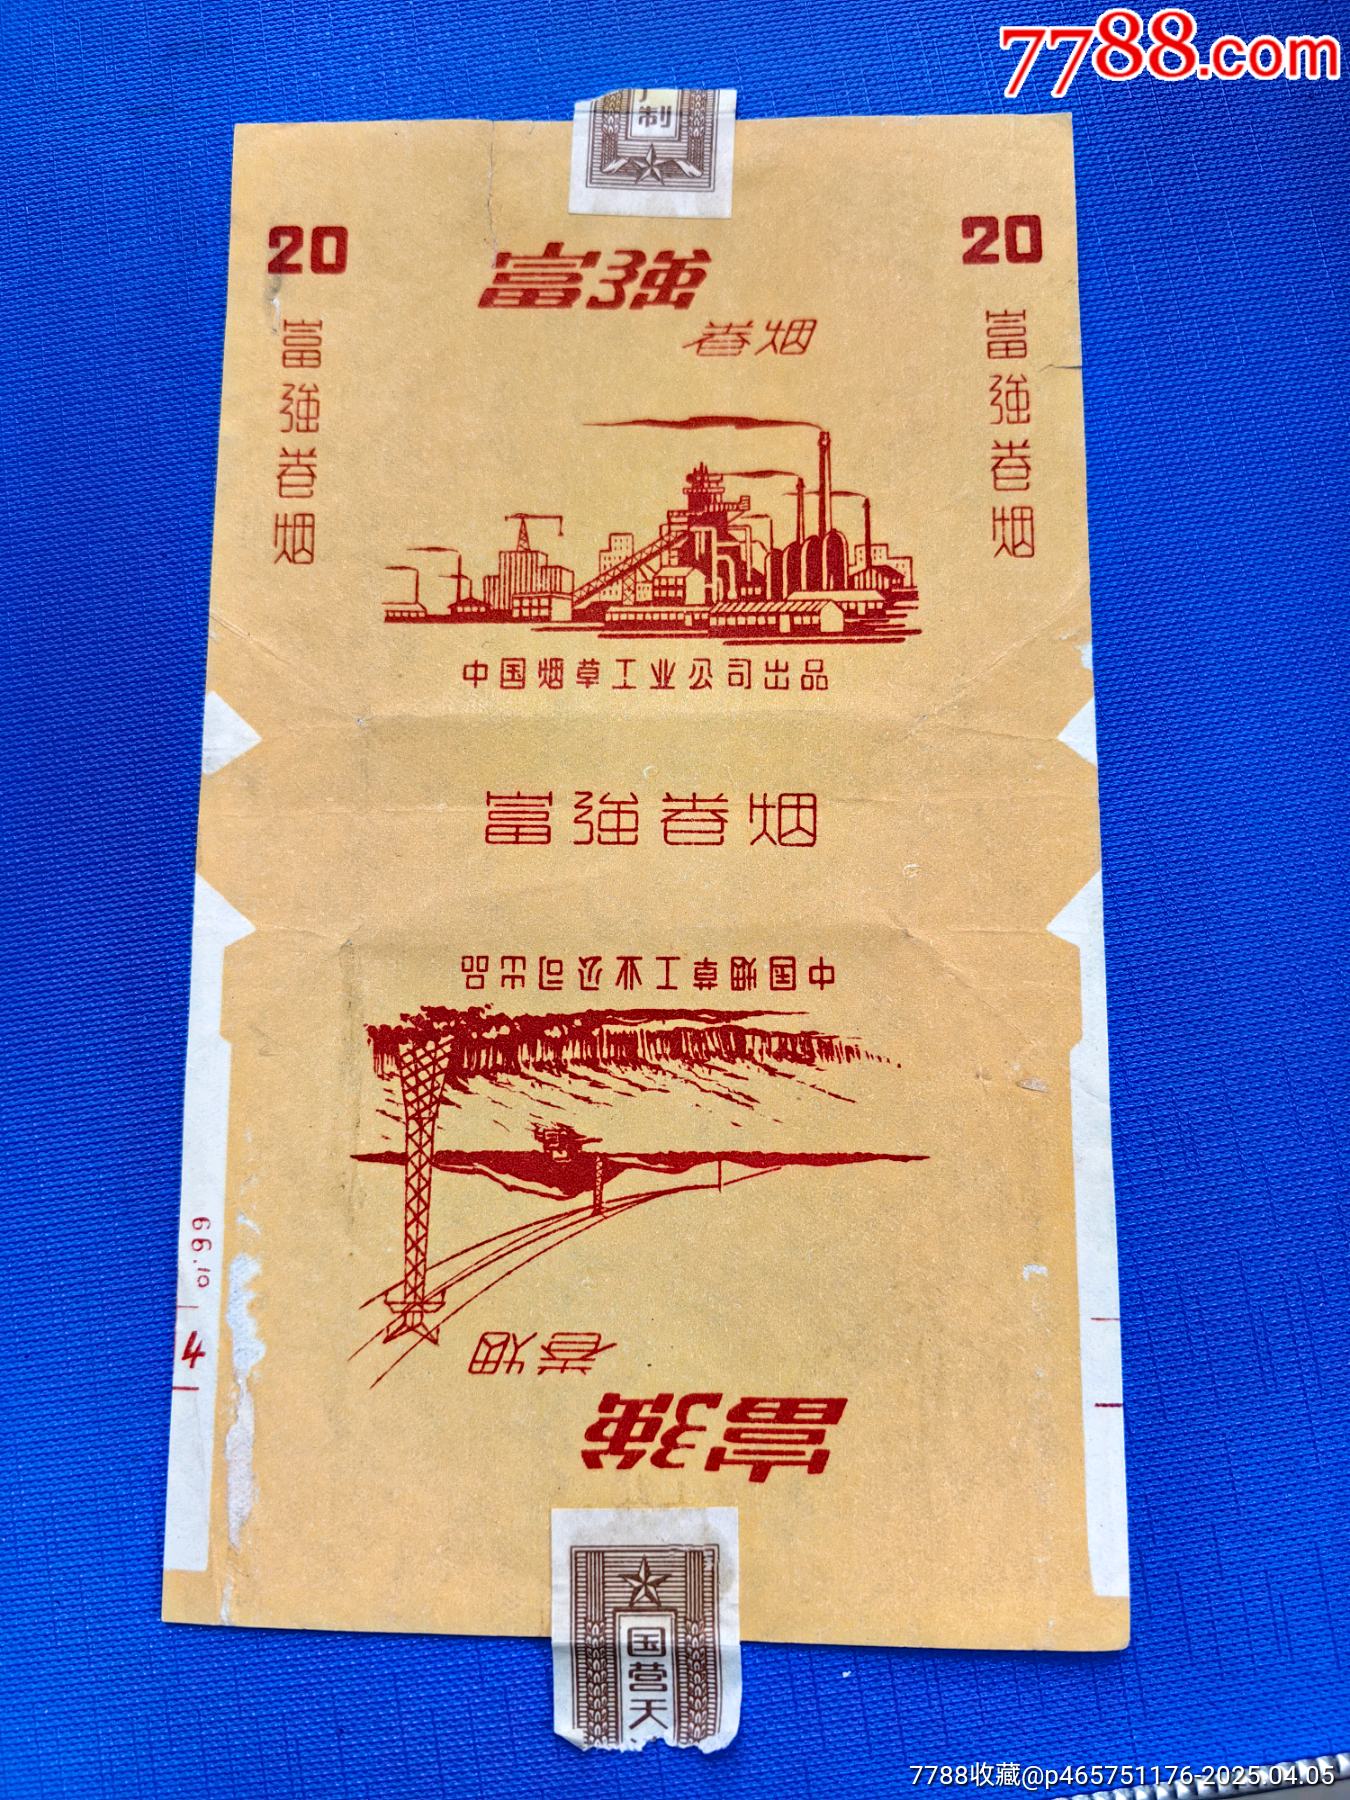 7788.com
制
20
20
富強
卷烟
富強卷烟
富強卷烟
中国烟草工业公司出品
富強卷烟
中国烟草工业公司出品
66.10
4
卷烟
富強
国营天
7788收藏@p465751176-2025.04.05